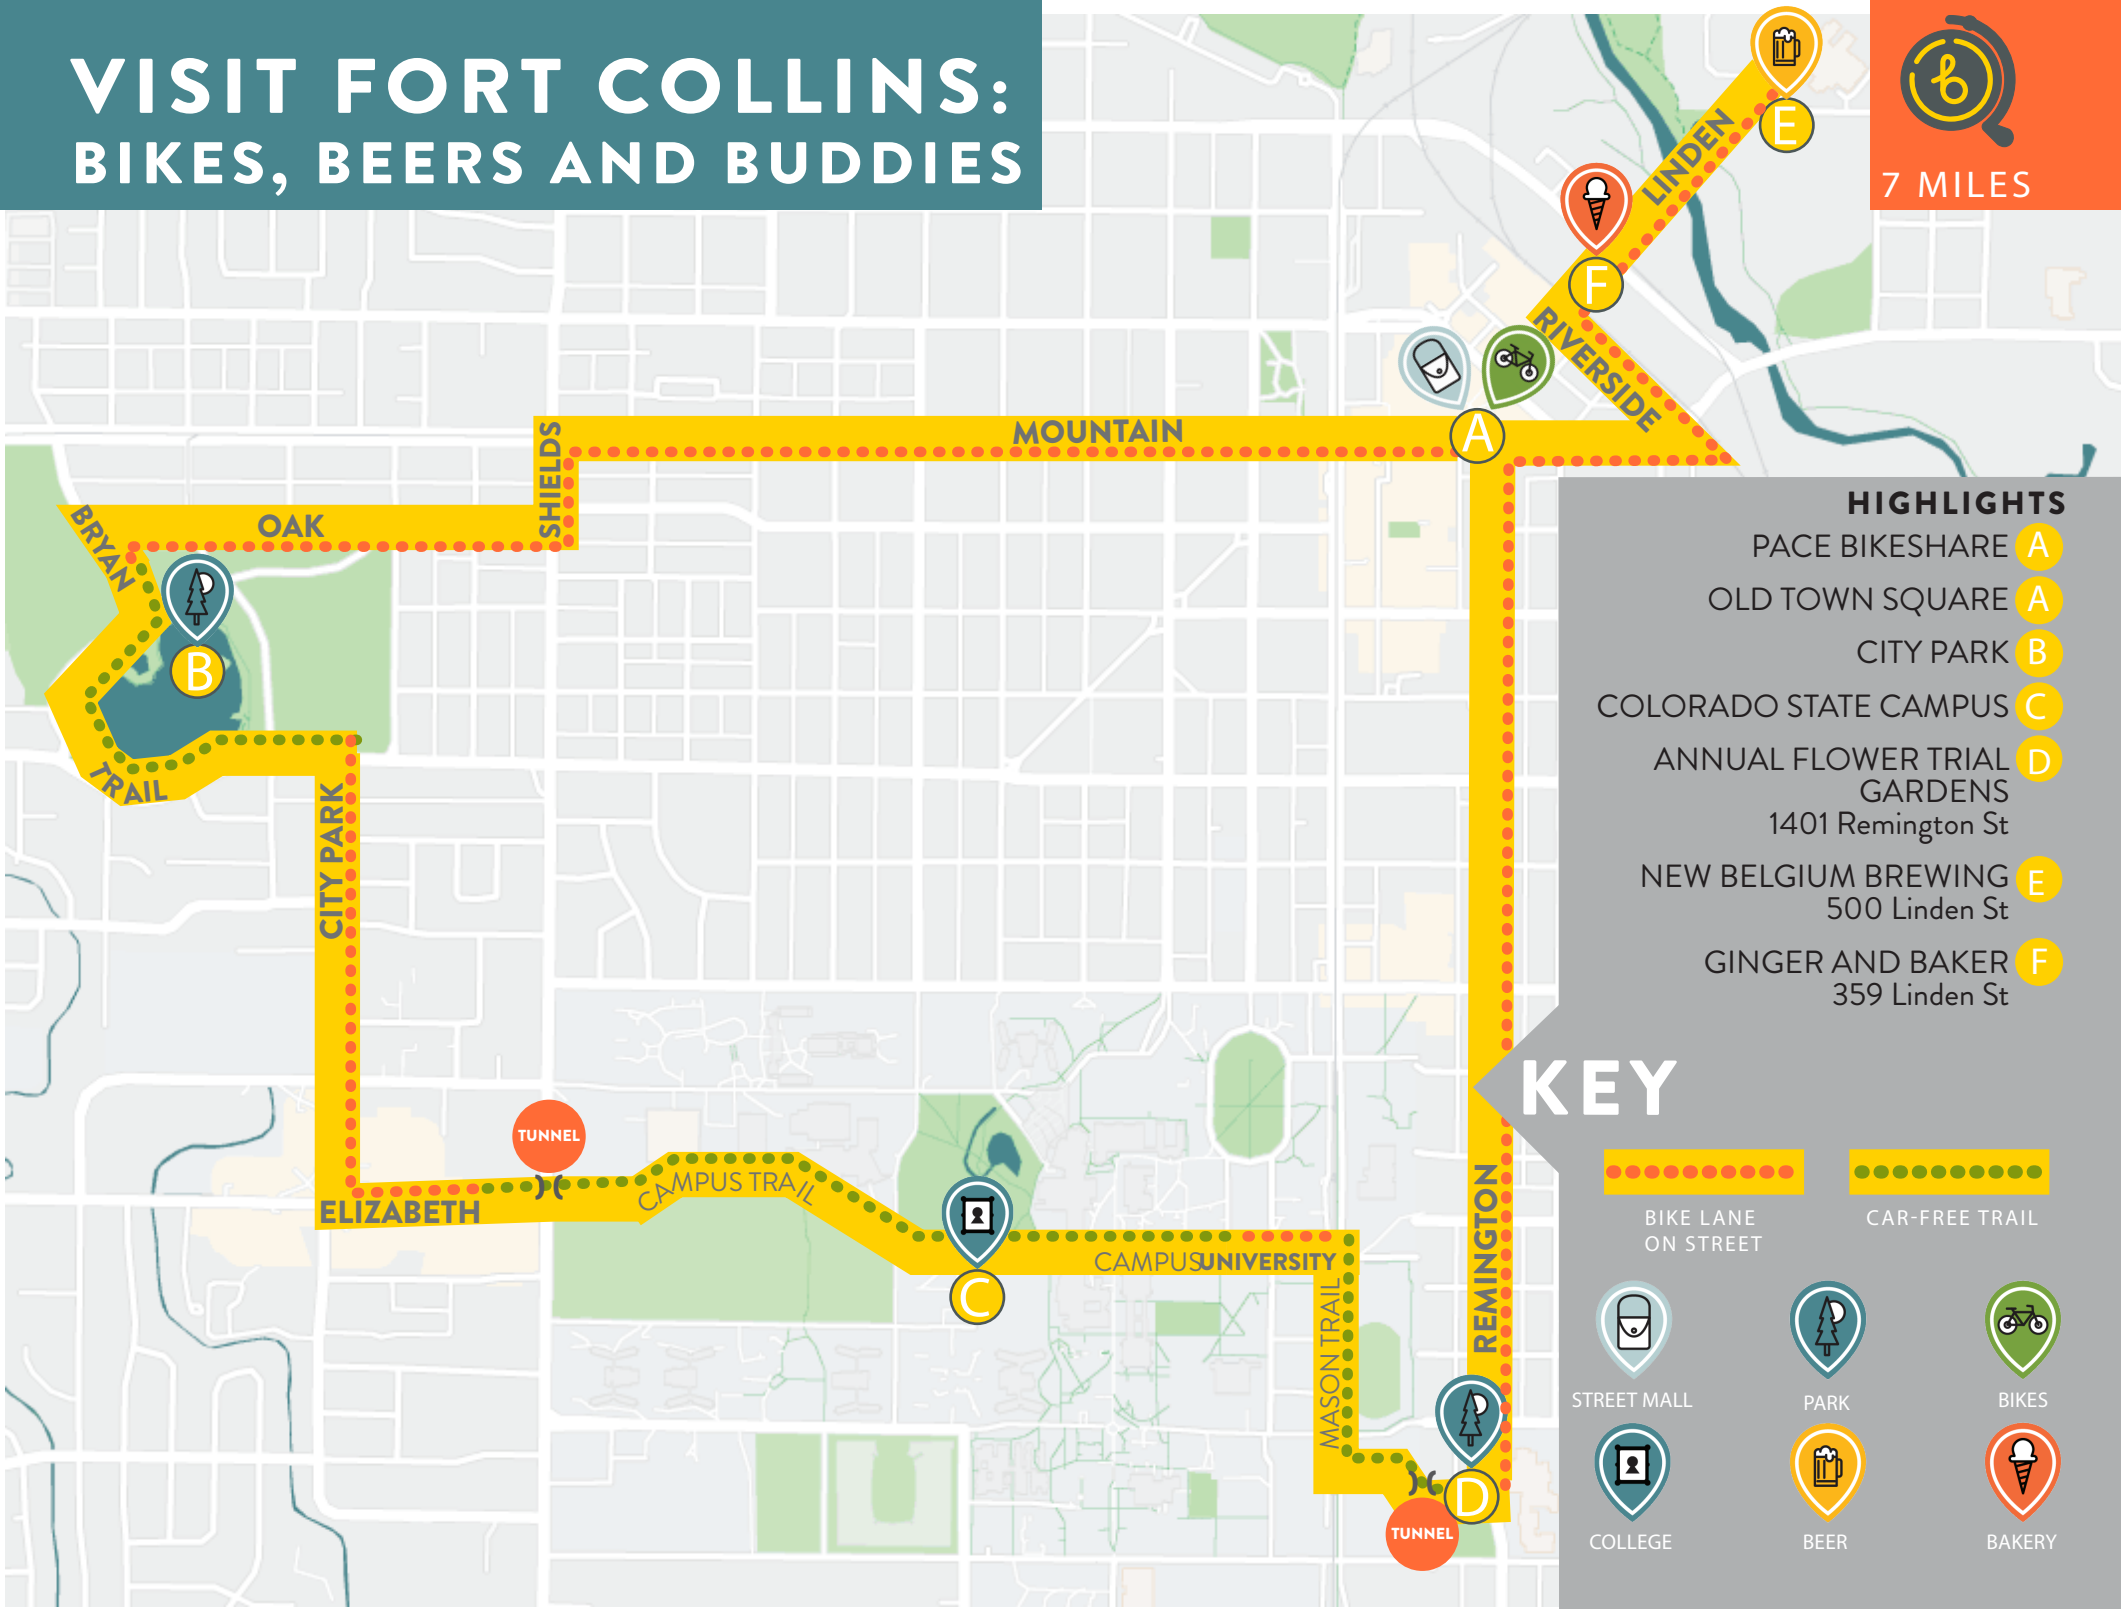 VISIT FORT COLLINS:
BIKES, BEERS AND BUDDIES
7 MILES
E
LINDEN
F
RIVERSIDE
A
MOUNTAIN
SHIELDS
OAK
BRYAN
B
TRAIL
CITY PARK
TUNNEL
ELIZABETH
CAMPUS TRAIL
C
CAMPUS
UNIVERSITY
MASON TRAIL
REMINGTON
D
TUNNEL
HIGHLIGHTS
PACE BIKESHARE A
OLD TOWN SQUARE A
CITY PARK B
COLORADO STATE CAMPUS C
ANNUAL FLOWER TRIAL D
GARDENS
1401 Remington St
NEW BELGIUM BREWING E
500 Linden St
GINGER AND BAKER F
359 Linden St
KEY
BIKE LANE
ON STREET
CAR-FREE TRAIL
STREET MALL
PARK
BIKES
COLLEGE
BEER
BAKERY